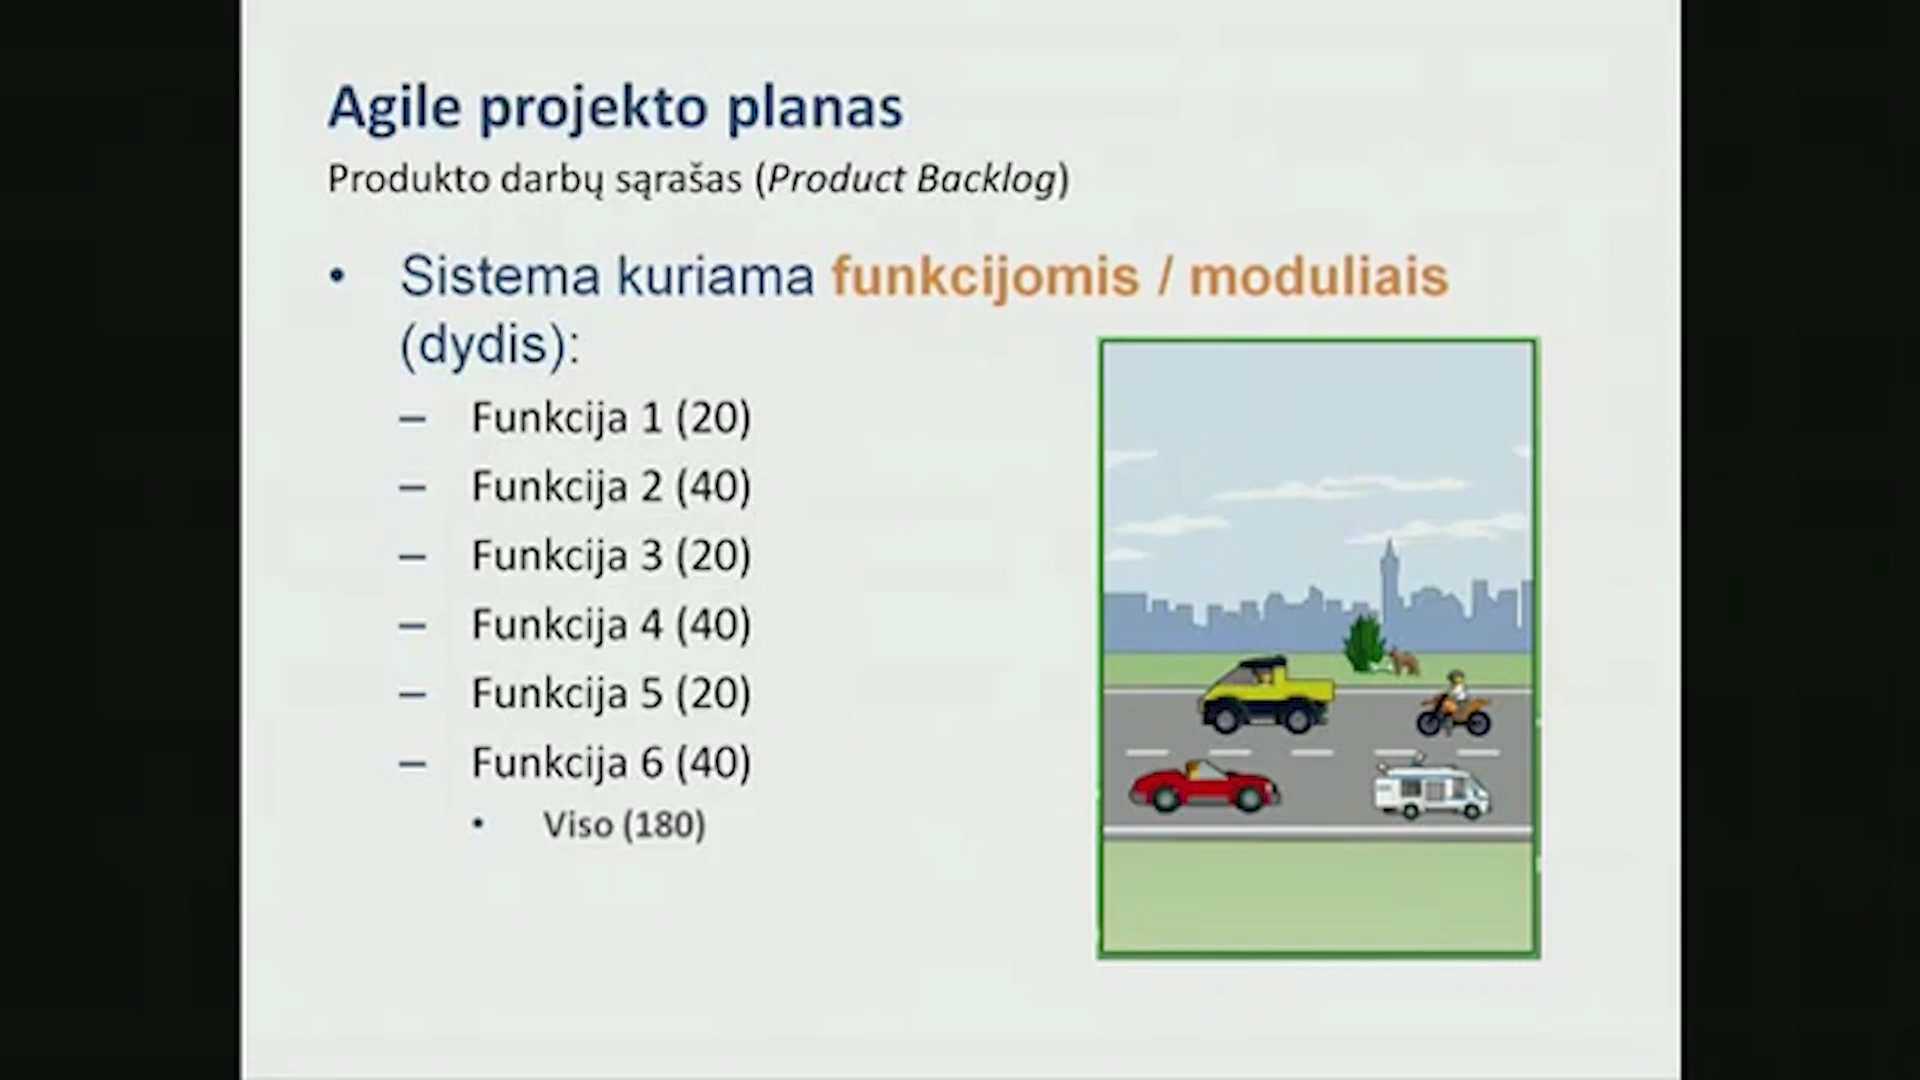 Agile projekto planas
Produkto darbų sąrašas (Product Backlog)
• Sistema kuriama funkcijomis / moduliais
(dydis):
– Funkcija 1 (20)
– Funkcija 2 (40)
– Funkcija 3 (20)
– Funkcija 4 (40)
– Funkcija 5 (20)
– Funkcija 6 (40)
• Viso (180)